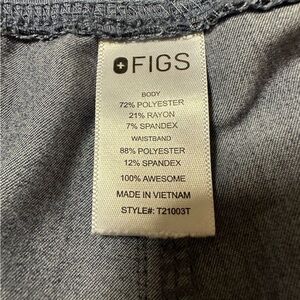 FIGS
BODY
72% POLYESTER
21% RAYON
7% SPANDEX
WAISTBAND
88% POLYESTER
12% SPANDEX
100% AWESOME
MADE IN VIETNAM
STYLE#: T21003T